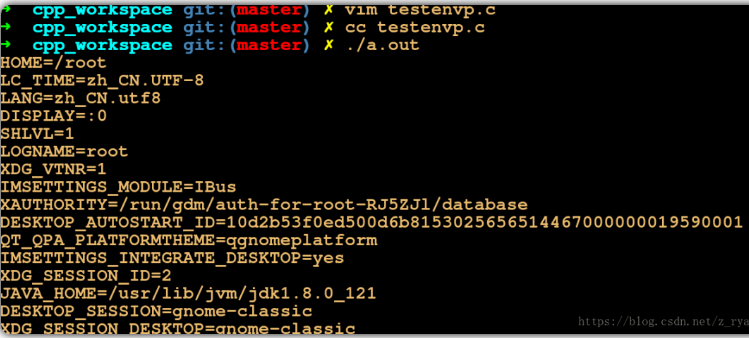 ➜ cpp_workspace git:(master) ✗ vim testenvp.c
➜ cpp_workspace git:(master) ✗ cc testenvp.c
➜ cpp_workspace git:(master) ✗ ./a.out
HOME=/root
LC_TIME=zh_CN.UTF-8
LANG=zh_CN.utf8
DISPLAY=:0
SHLVL=1
LOGNAME=root
XDG_VTNR=1
IMSETTINGS_MODULE=IBus
XAUTHORITY=/run/gdm/auth-for-root-RJ5ZJl/database
DESKTOP_AUTOSTART_ID=10d2b53f0ed500d6b8153025656514467000000019590001
QT_QPA_PLATFORMTHEME=qgnomeplatform
IMSETTINGS_INTEGRATE_DESKTOP=yes
XDG_SESSION_ID=2
JAVA_HOME=/usr/lib/jvm/jdk1.8.0_121
DESKTOP_SESSION=gnome-classic
XDG_SESSION_DESKTOP=gnome-classic
https://blog.csdn.net/z_rya